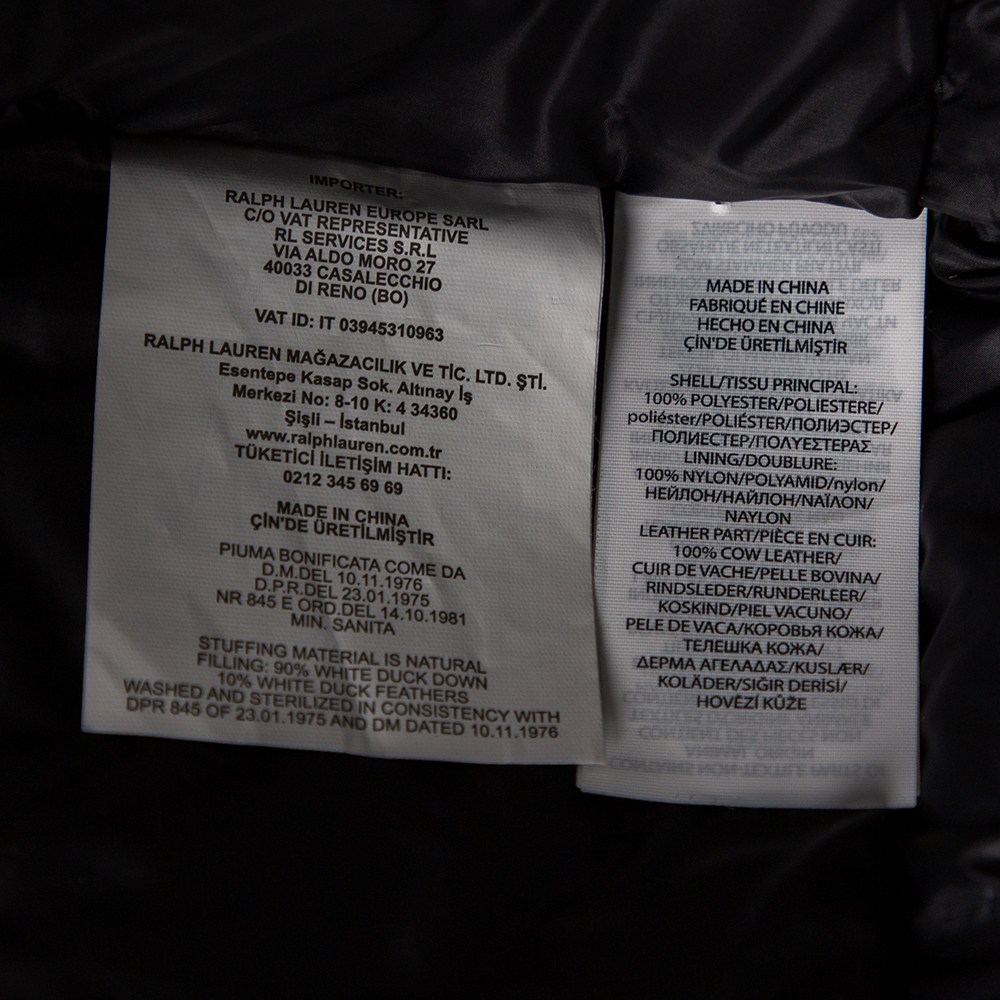 IMPORTER:
RALPH LAUREN EUROPE SARL
C/O VAT REPRESENTATIVE
RL SERVICES S.R.L
VIA ALDO MORO 27
40033 CASALECCHIO
DI RENO (BO)
VAT ID: IT 03945310963
RALPH LAUREN MAĞAZACILIK VE TİC. LTD. ŞTİ.
Esentepe Kasap Sok. Altınay İş
Merkezi No: 8-10 K: 4 34360
Şişli – İstanbul
www.ralphlauren.com.tr
TÜKETİCİ İLETİŞİM HATTI:
0212 345 69 69
MADE IN CHINA
ÇİN'DE ÜRETİLMİŞTİR
PIUMA BONIFICATA COME DA
D.M.DEL 10.11.1976
D.P.R.DEL 23.01.1975
NR 845 E ORD.DEL 14.10.1981
MIN. SANITA
STUFFING MATERIAL IS NATURAL
FILLING: 90% WHITE DUCK DOWN
10% WHITE DUCK FEATHERS
WASHED AND STERILIZED IN CONSISTENCY WITH
DPR 845 OF 23.01.1975 AND DM DATED 10.11.1976
MADE IN CHINA
FABRIQUÉ EN CHINE
HECHO EN CHINA
ÇİN'DE ÜRETİLMİŞTİR
SHELL/TISSU PRINCIPAL:
100% POLYESTER/POLIESTERE/
poliéster/POLIÉSTER/ПОЛИЭСТЕР/
ПОЛИЕСТЕР/ΠΟΛΥΕΣΤΕΡΑΣ
LINING/DOUBLURE:
100% NYLON/POLYAMID/nylon/
НЕЙЛОН/НАЙЛОН/ΝΑΪΛΟΝ/
NAYLON
LEATHER PART/PIÈCE EN CUIR:
100% COW LEATHER/
CUIR DE VACHE/PELLE BOVINA/
RINDSLEDER/RUNDERLEER/
KOSKIND/PIEL VACUNO/
PELE DE VACA/КОРОВЬЯ КОЖА/
ТЕЛЕШКА КОЖА/
ΔΕΡΜΑ ΑΓΕΛΑΔΑΣ/KUSLÆR/
KOLÄDER/SIĞIR DERİSİ/
HOVĚZÍ KŮŽE